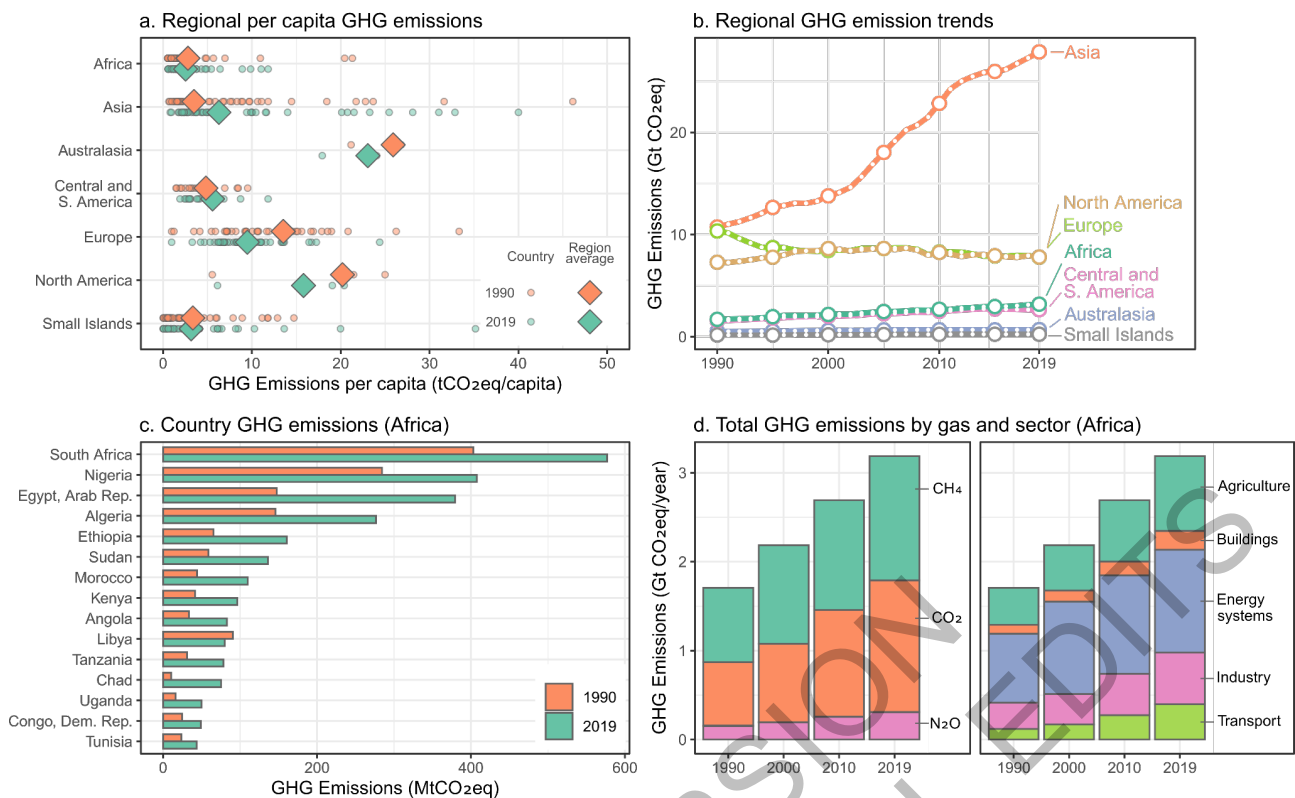 a. Regional per capita GHG emissions
Africa
Asia
Australasia
Central and
S. America
Europe
North America
Small Islands
Country
Region
average
1990
2019
0
10
20
30
40
50
GHG Emissions per capita (tCO₂eq/capita)
b. Regional GHG emission trends
GHG Emissions (Gt CO₂eq)
20
10
0
Asia
North America
Europe
Africa
Central and
S. America
Australasia
Small Islands
1990
2000
2010
2019
c. Country GHG emissions (Africa)
South Africa
Nigeria
Egypt, Arab Rep.
Algeria
Ethiopia
Sudan
Morocco
Kenya
Angola
Libya
Tanzania
Chad
Uganda
Congo, Dem. Rep.
Tunisia
1990
2019
0
200
400
600
GHG Emissions (MtCO₂eq)
d. Total GHG emissions by gas and sector (Africa)
GHG Emissions (Gt CO₂eq/year)
3
2
1
0
CH₄
CO₂
N₂O
1990
2000
2010
2019
Agriculture
Buildings
Energy
systems
Industry
Transport
1990
2000
2010
2019
EDITS